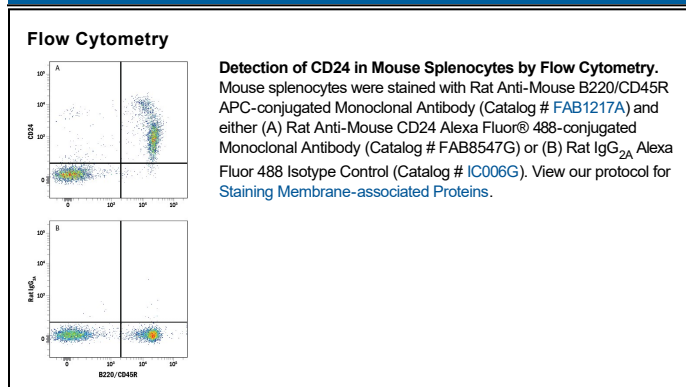 Flow Cytometry
Detection of CD24 in Mouse Splenocytes by Flow Cytometry.
Mouse splenocytes were stained with Rat Anti-Mouse B220/CD45R
APC-conjugated Monoclonal Antibody (Catalog # FAB1217A) and
either (A) Rat Anti-Mouse CD24 Alexa Fluor® 488-conjugated
Monoclonal Antibody (Catalog # FAB8547G) or (B) Rat IgG2A Alexa
Fluor 488 Isotype Control (Catalog # IC006G). View our protocol for
Staining Membrane-associated Proteins.
A
CD24
0
B
Rat IgG2A
0
0
B220/CD45R